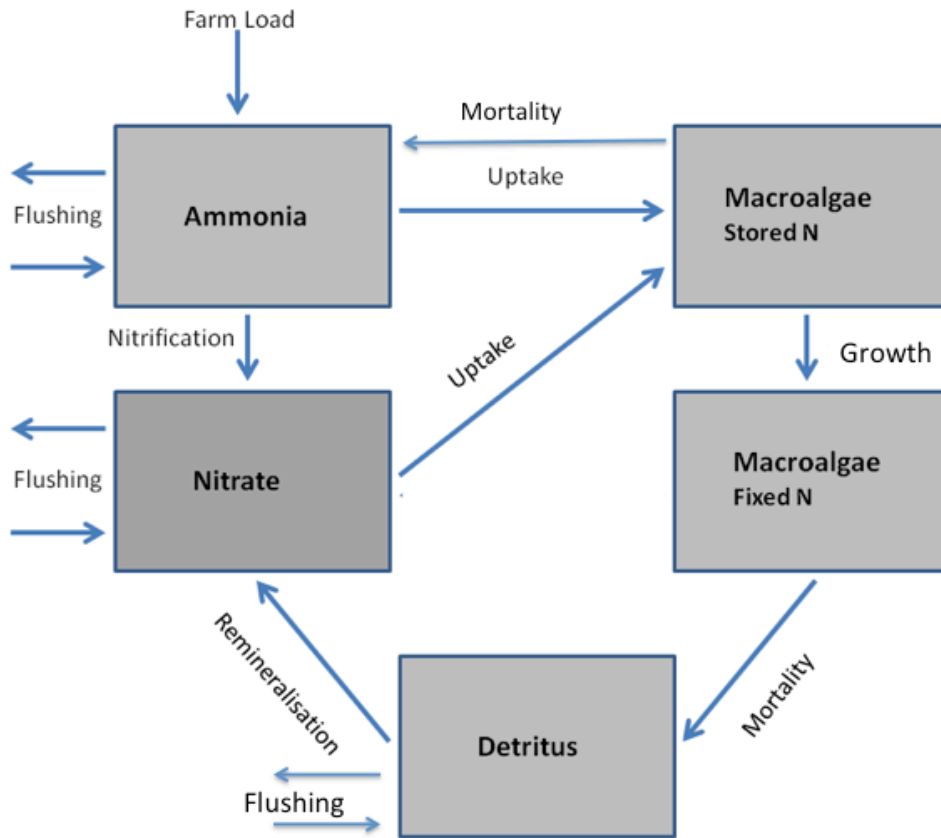 Farm Load
Mortality
Uptake
Flushing
Ammonia
Macroalgae
Stored N
Nitrification
Uptake
Growth
Flushing
Nitrate
Macroalgae
Fixed N
Remineralisation
Mortality
Detritus
Flushing